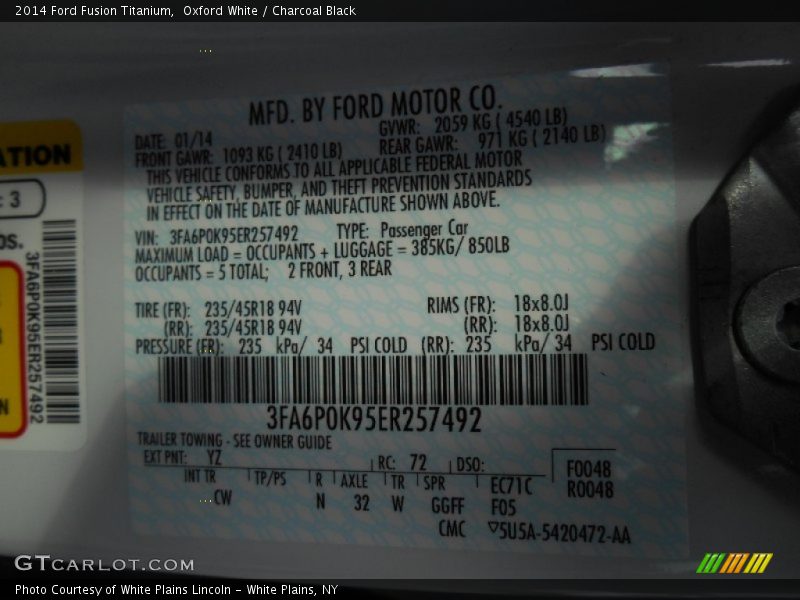 2014 Ford Fusion Titanium,  Oxford White / Charcoal Black
ATION
: 3
3FA6P0K95ER257492
MFD. BY FORD MOTOR CO.
DATE: 01/14 GVWR: 2059 KG ( 4540 LB)
FRONT GAWR: 1093 KG ( 2410 LB) REAR GAWR: 971 KG ( 2140 LB)
THIS VEHICLE CONFORMS TO ALL APPLICABLE FEDERAL MOTOR
VEHICLE SAFETY, BUMPER, AND THEFT PREVENTION STANDARDS
IN EFFECT ON THE DATE OF MANUFACTURE SHOWN ABOVE.
VIN: 3FA6P0K95ER257492 TYPE: Passenger Car
MAXIMUM LOAD = OCCUPANTS + LUGGAGE = 385KG/ 850LB
OCCUPANTS = 5 TOTAL; 2 FRONT, 3 REAR
TIRE (FR): 235/45R18 94V RIMS (FR): 18x8.0J
(RR): 235/45R18 94V (RR): 18x8.0J
PRESSURE (FR): 235 kPa/ 34 PSI COLD (RR): 235 kPa/ 34 PSI COLD
3FA6P0K95ER257492
TRAILER TOWING - SEE OWNER GUIDE
EXT PNT: YZ RC: 72 DSO: F0048
INT TR TP/PS R AXLE TR SPR EC71C R0048
CW N 32 W GGFF F05
CMC ▽5U5A-5420472-AA
GTCARLOT.COM
Photo Courtesy of White Plains Lincoln - White Plains, NY